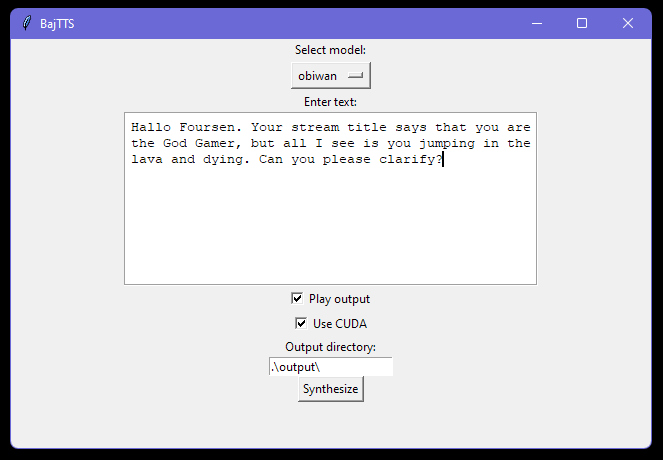 BajTTS
Select model:
obiwan
Enter text:
Hallo Foursen. Your stream title says that you are
the God Gamer, but all I see is you jumping in the
lava and dying. Can you please clarify?
Play output
Use CUDA
Output directory:
.\output\
Synthesize